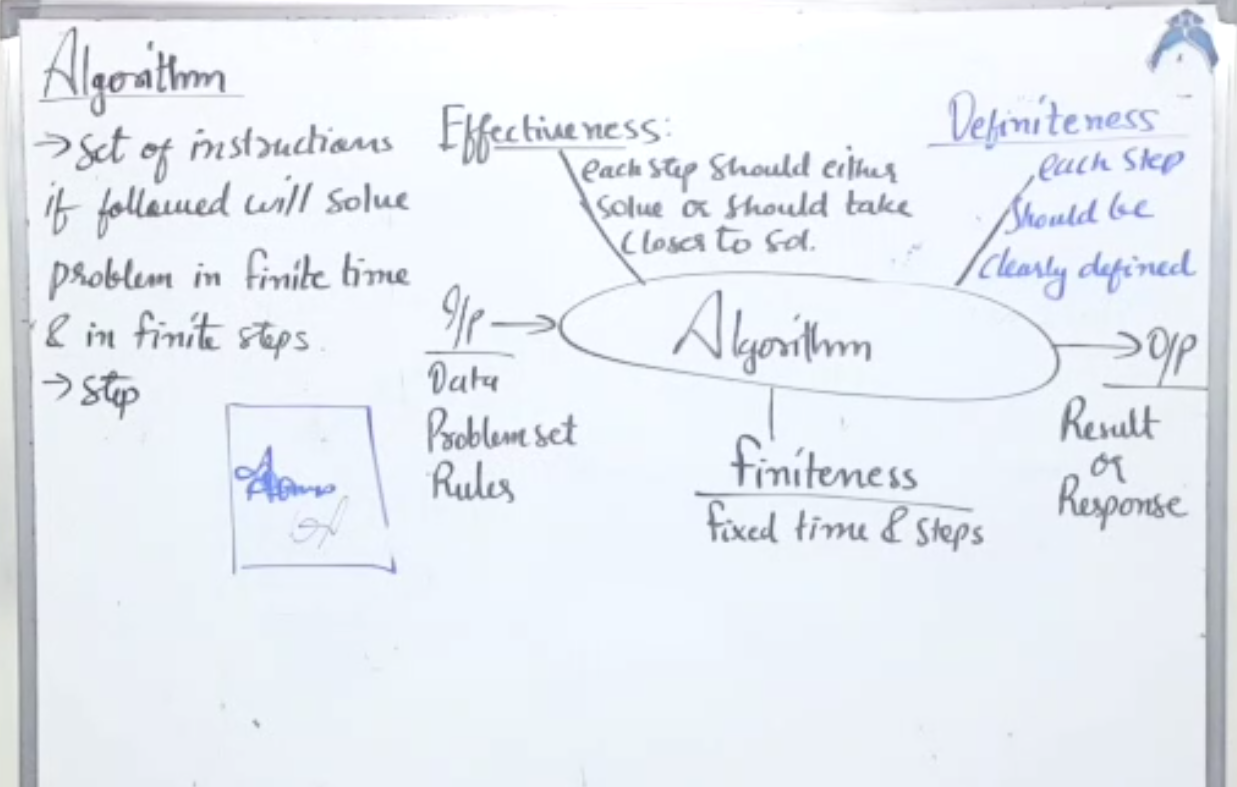 Algorithm
→ set of instructions
if followed will solve
problem in finite time
& in finite steps.
→ step
Effectiveness:
each step should either
solve or should take
closer to sol.
Definiteness
each step
should be
clearly defined
I/P → Algorithm → O/P
Data
Problem set
Rules
finiteness
fixed time & steps
Result
or
Response
A